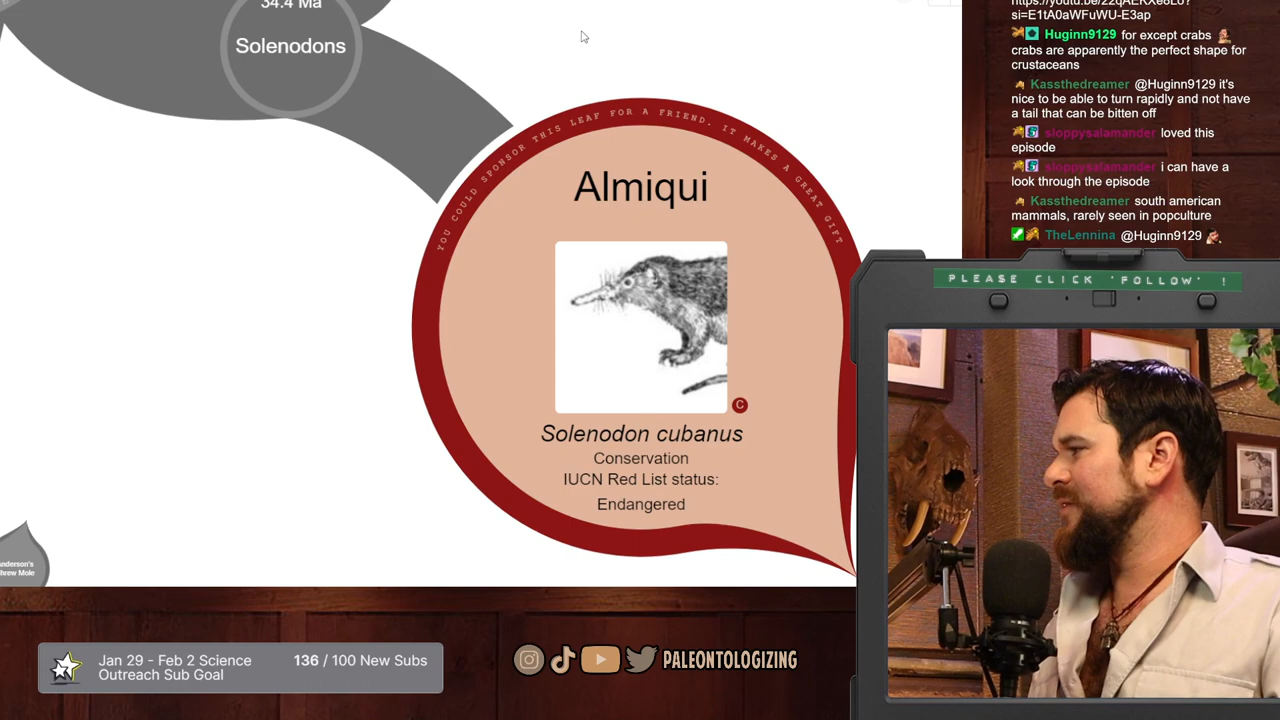 34.4 Ma
Solenodons
YOU COULD SPONSOR THIS LEAF FOR A FRIEND. IT MAKES A GREAT GIFT
Almiqui
C
Solenodon cubanus
Conservation
IUCN Red List status:
Endangered
Anderson's
Shrew Mole
si=E1tA0aWFuWU-E3ap
Huginn9129 for except crabs
crabs are apparently the perfect shape for
crustaceans
Kassthedreamer @Huginn9129 it's
nice to be able to turn rapidly and not have
a tail that can be bitten off
sloppysalamander loved this
episode
sloppysalamander i can have a
look through the episode
Kassthedreamer south american
mammals, rarely seen in popculture
TheLennina @Huginn9129
PLEASE CLICK 'FOLLOW' !
Jan 29 - Feb 2 Science
Outreach Sub Goal
136 / 100 New Subs
PALEONTOLOGIZING